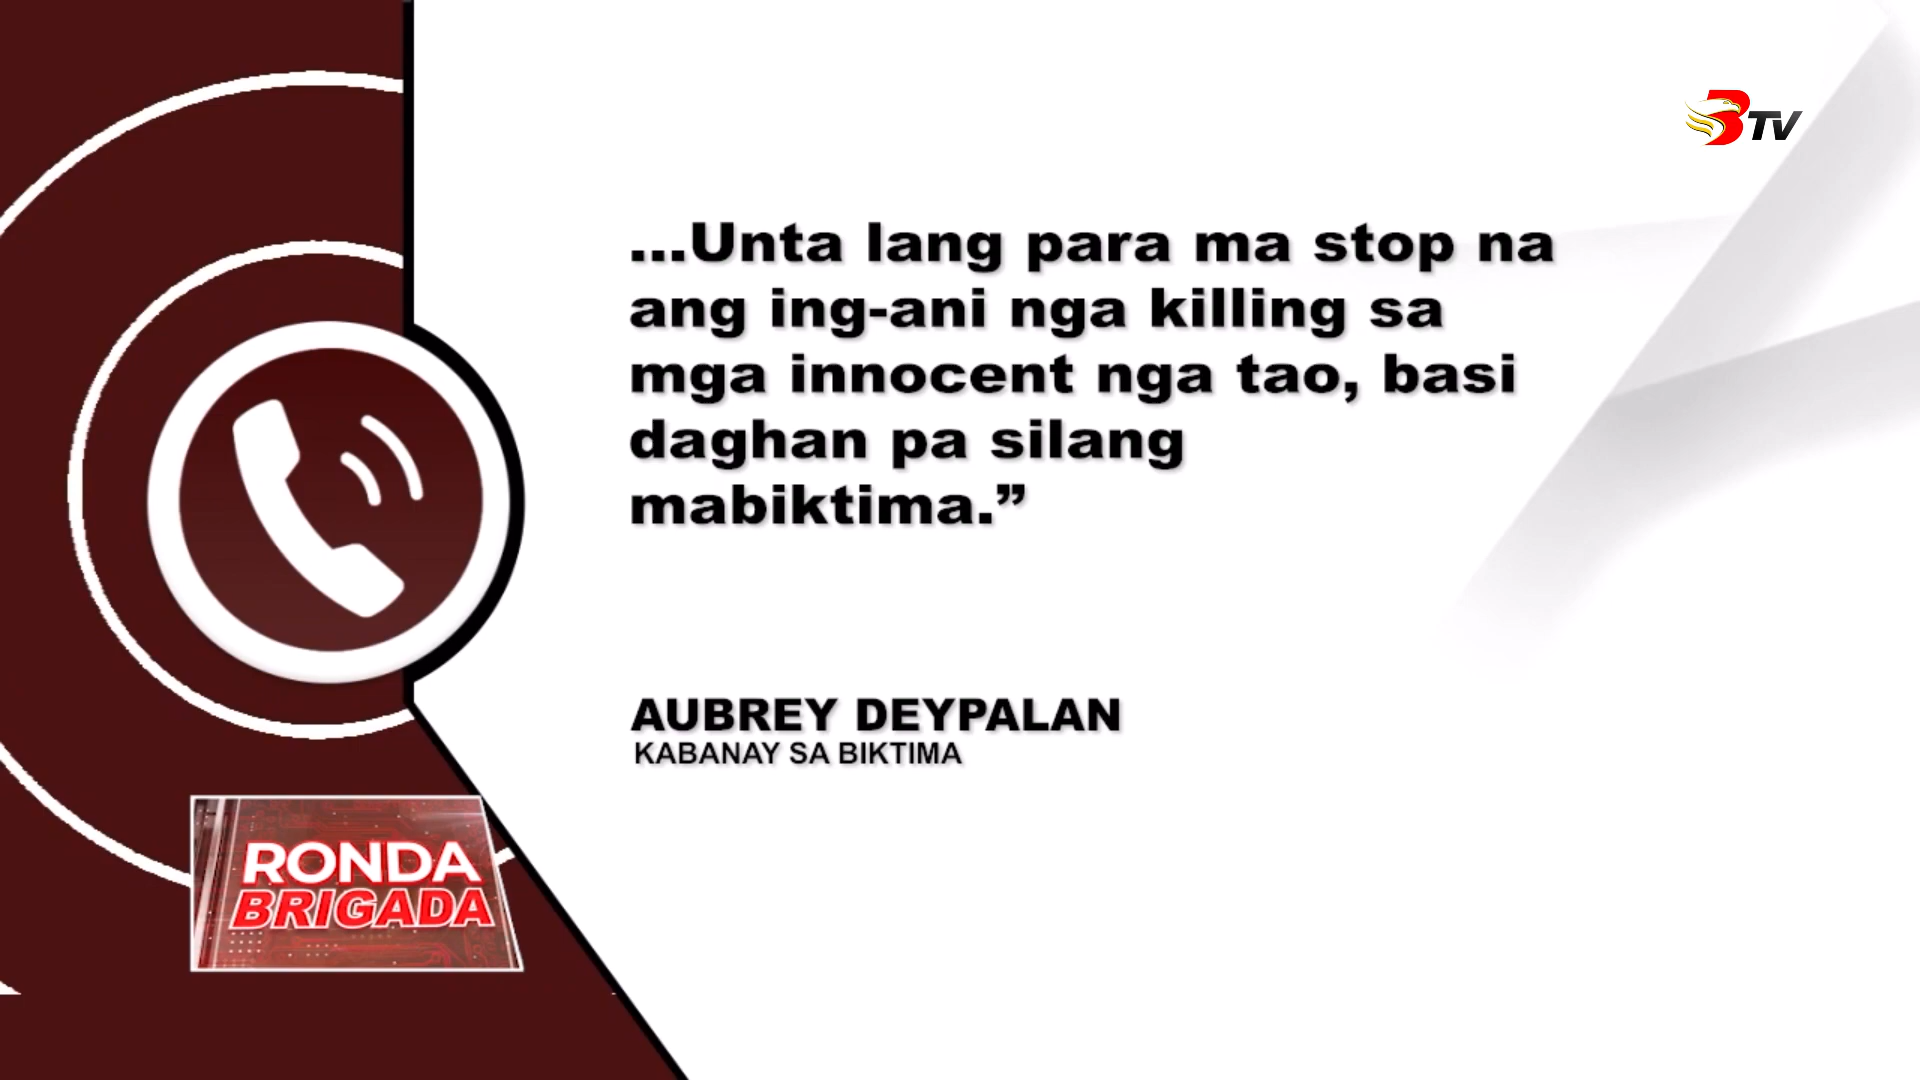 BTV
...Unta lang para ma stop na
ang ing-ani nga killing sa
mga innocent nga tao, basi
daghan pa silang
mabiktima.”
AUBREY DEYPALAN
KABANAY SA BIKTIMA
RONDA
BRIGADA